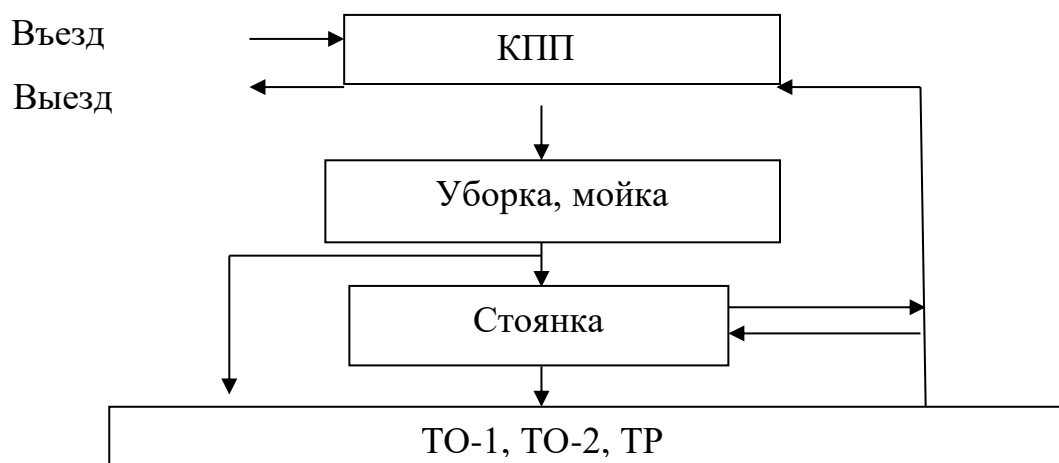 Въезд
КПП
Выезд
Уборка, мойка
Стоянка
ТО-1, ТО-2, ТР